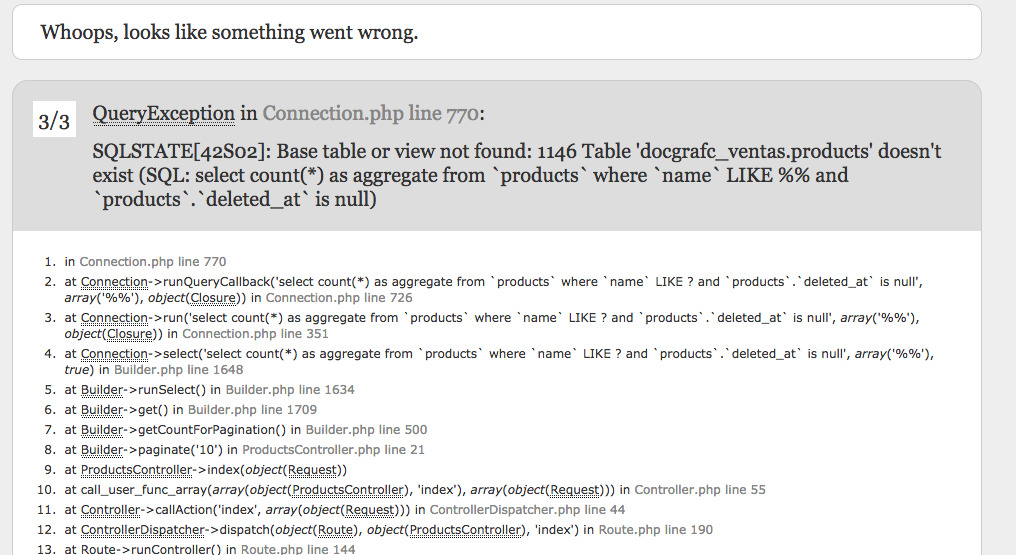 Whoops, looks like something went wrong.
3/3
QueryException in Connection.php line 770:
SQLSTATE[42S02]: Base table or view not found: 1146 Table 'docgrafc_ventas.products' doesn't
exist (SQL: select count(*) as aggregate from `products` where `name` LIKE %% and
`products`.`deleted_at` is null)
1. in Connection.php line 770
2. at Connection->runQueryCallback('select count(*) as aggregate from `products` where `name` LIKE ? and `products`.`deleted_at` is null',
array('%%'), object(Closure)) in Connection.php line 726
3. at Connection->run('select count(*) as aggregate from `products` where `name` LIKE ? and `products`.`deleted_at` is null', array('%%'),
object(Closure)) in Connection.php line 351
4. at Connection->select('select count(*) as aggregate from `products` where `name` LIKE ? and `products`.`deleted_at` is null', array('%%'),
true) in Builder.php line 1648
5. at Builder->runSelect() in Builder.php line 1634
6. at Builder->get() in Builder.php line 1709
7. at Builder->getCountForPagination() in Builder.php line 500
8. at Builder->paginate('10') in ProductsController.php line 21
9. at ProductsController->index(object(Request))
10. at call_user_func_array(array(object(ProductsController), 'index'), array(object(Request))) in Controller.php line 55
11. at Controller->callAction('index', array(object(Request))) in ControllerDispatcher.php line 44
12. at ControllerDispatcher->dispatch(object(Route), object(ProductsController), 'index') in Route.php line 190
13. at Route->runController() in Route.php line 144